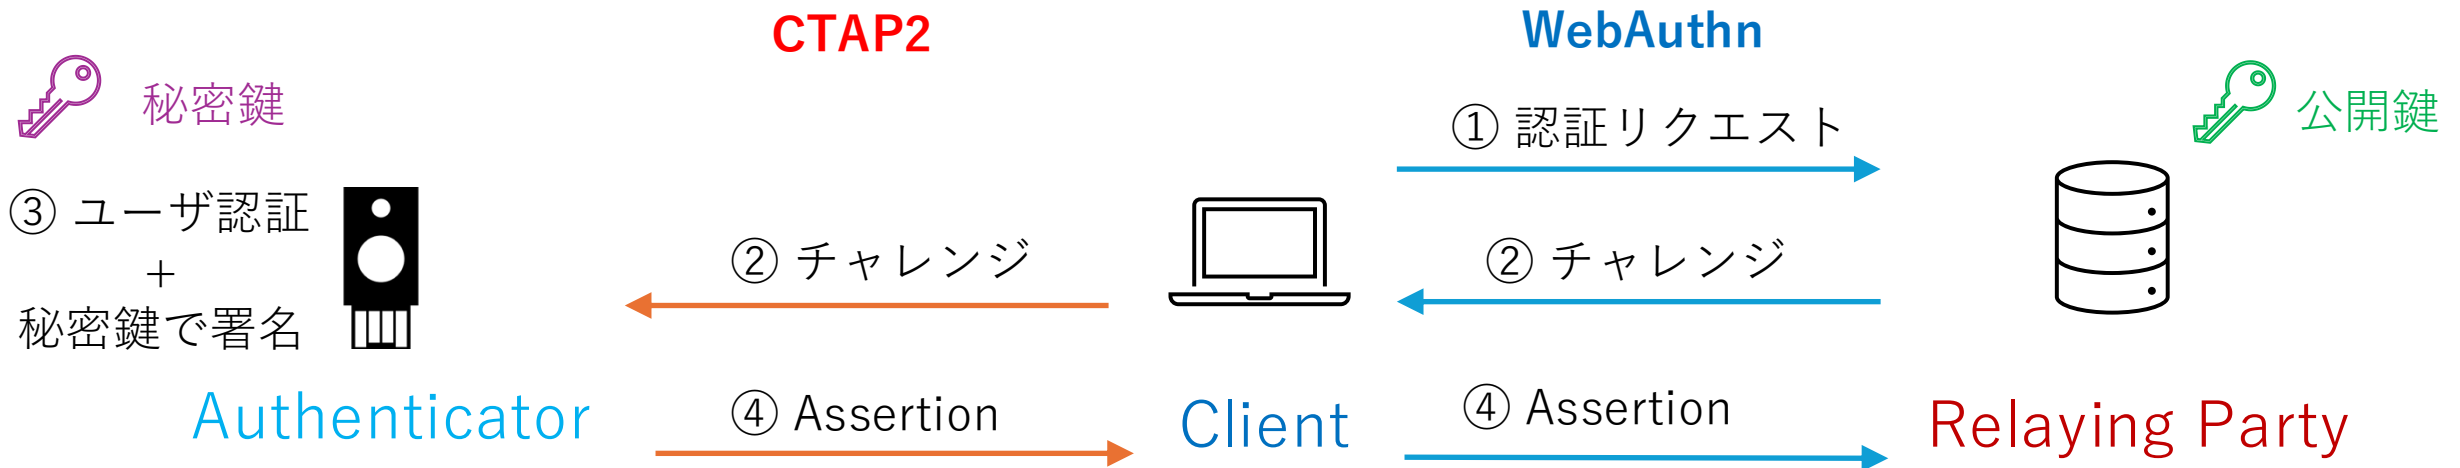 CTAP2
WebAuthn
秘密鍵
公開鍵
① 認証リクエスト
③ ユーザ認証
+
秘密鍵で署名
② チャレンジ
② チャレンジ
④ Assertion
④ Assertion
Authenticator
Client
Relaying Party